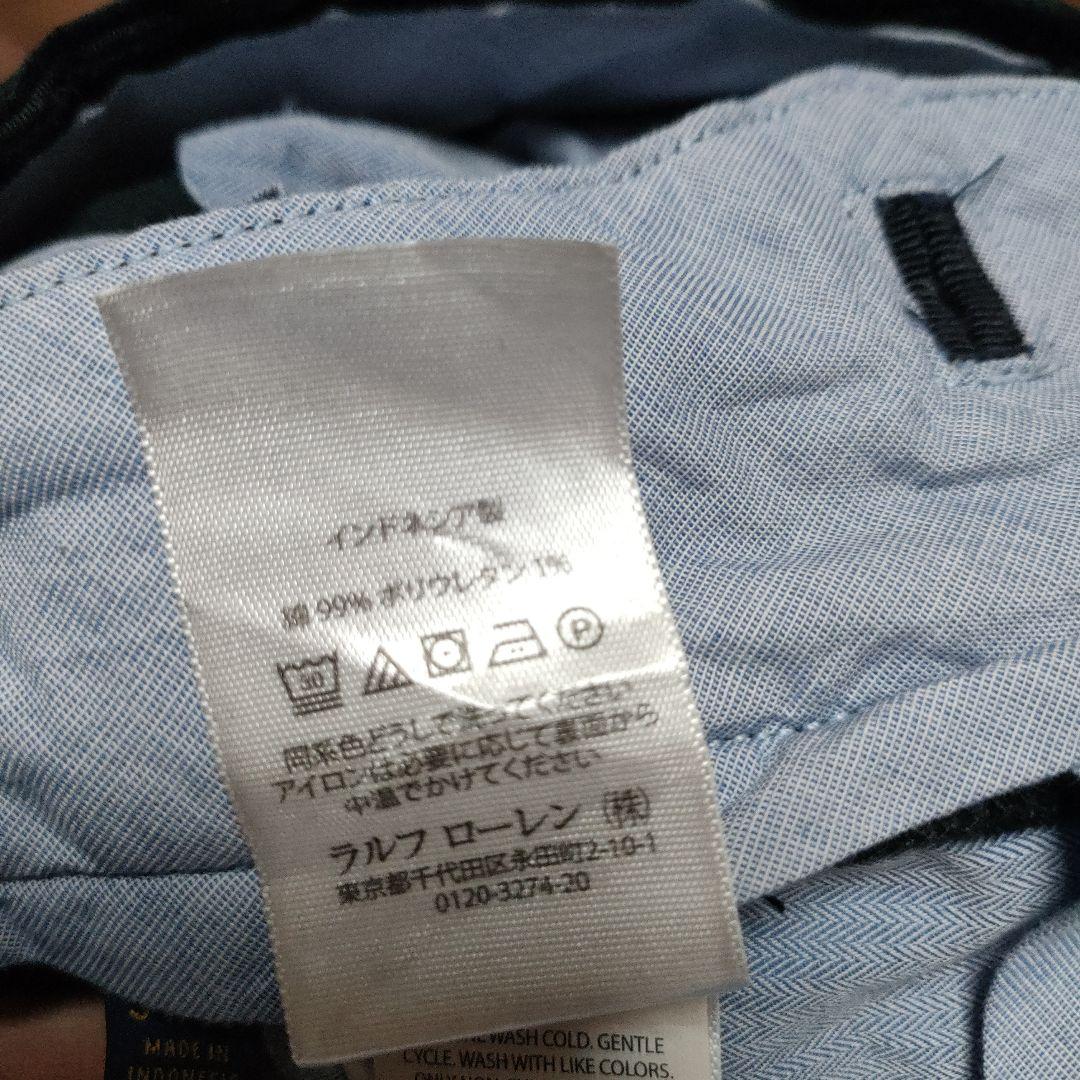 インドネシア製
綿 99% ポリウレタン 1%
30
P
同系色どうしで洗ってください
アイロンは必要に応じて裏面から
中温でかけてください
ラルフ ローレン (株)
東京都千代田区永田町2-10-1
0120-3274-20
WASH COLD. GENTLE
CYCLE. WASH WITH LIKE COLORS.
MADE IN
INDONESIA